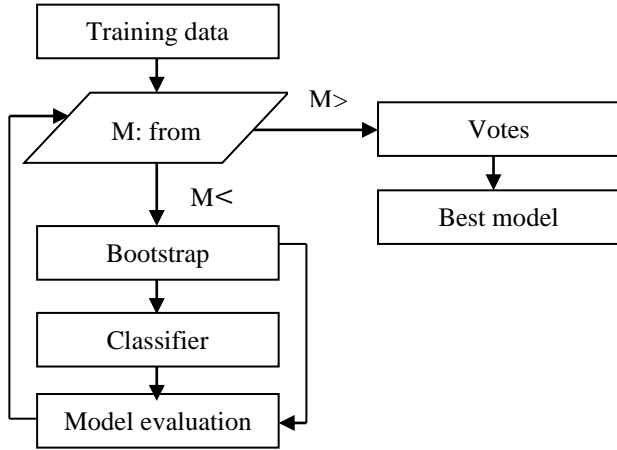 Training data
M: from
M>
Votes
Best model
M<
Bootstrap
Classifier
Model evaluation